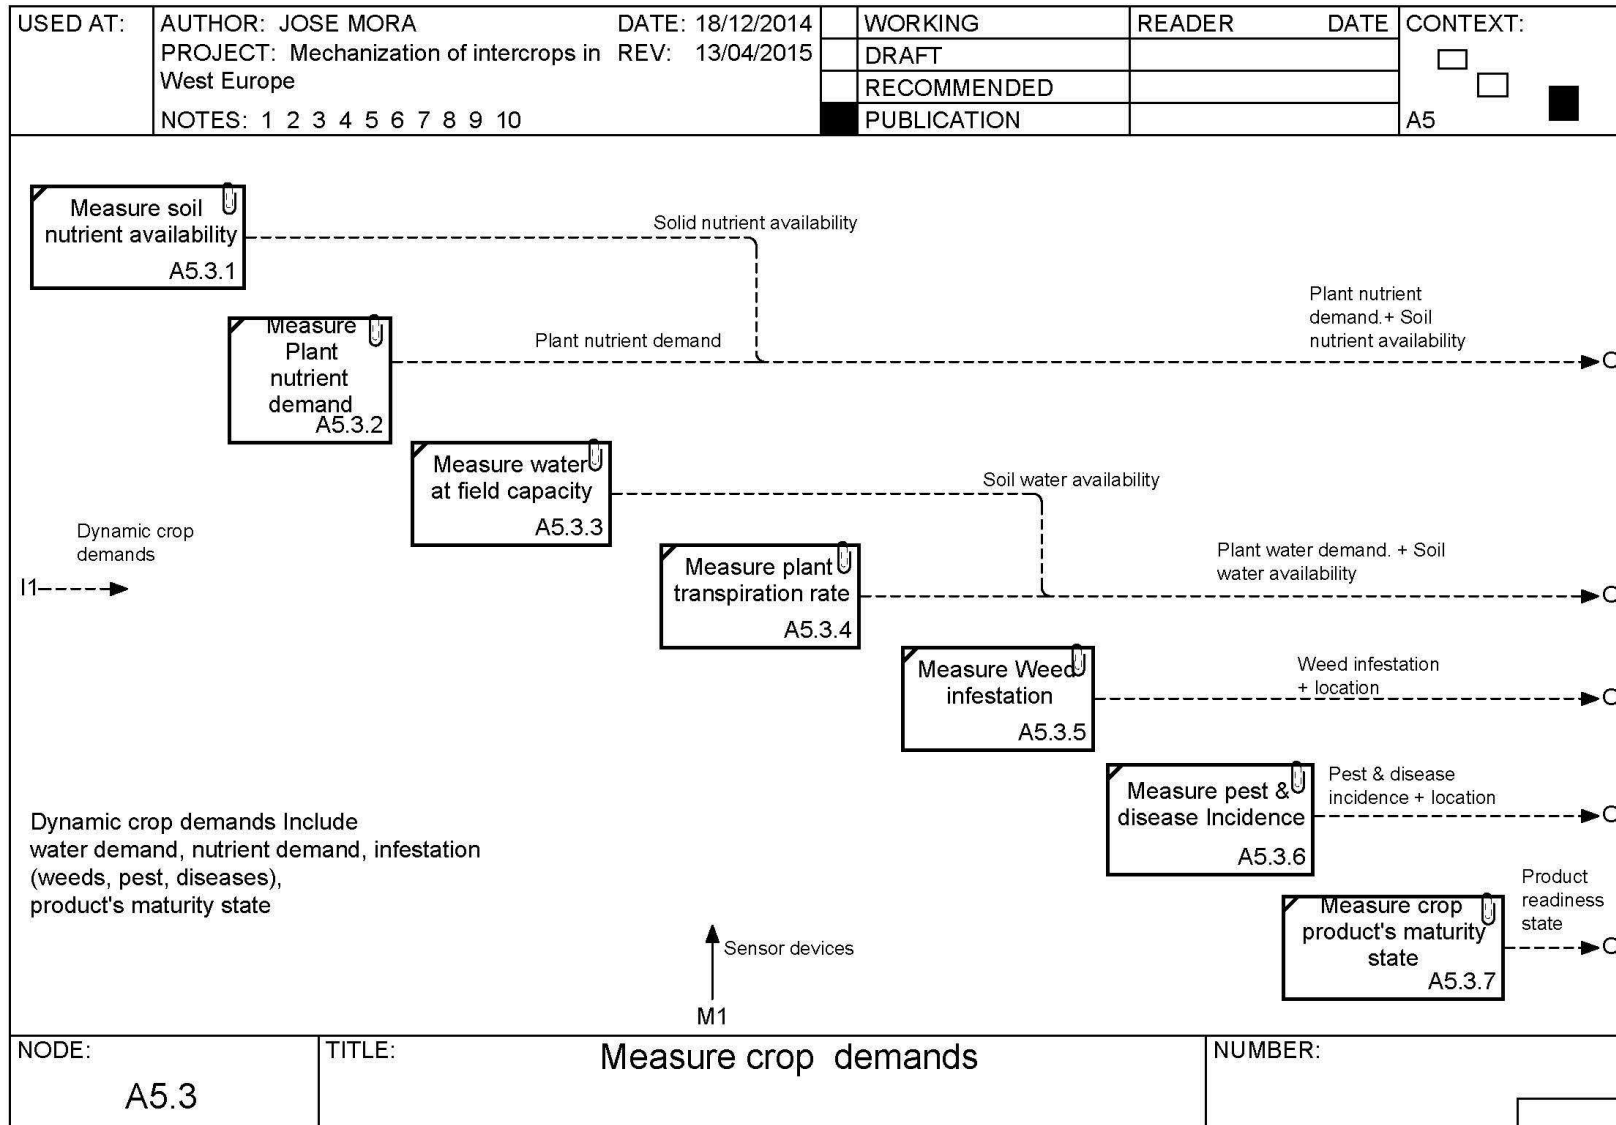 USED AT:
AUTHOR: JOSE MORA
DATE: 18/12/2014
PROJECT: Mechanization of intercrops in
West Europe
REV: 13/04/2015
NOTES: 1 2 3 4 5 6 7 8 9 10
WORKING
DRAFT
RECOMMENDED
PUBLICATION
READER
DATE
CONTEXT:
A5
Measure soil
nutrient availability
A5.3.1
Solid nutrient availability
Measure
Plant
nutrient
demand
A5.3.2
Plant nutrient demand
Plant nutrient
demand.+ Soil
nutrient availability
O
Measure water
at field capacity
A5.3.3
Soil water availability
Dynamic crop
demands
I1
Measure plant
transpiration rate
A5.3.4
Plant water demand. + Soil
water availability
O
Measure Weed
infestation
A5.3.5
Weed infestation
+ location
O
Measure pest &
disease Incidence
A5.3.6
Pest & disease
incidence + location
O
Dynamic crop demands Include
water demand, nutrient demand, infestation
(weeds, pest, diseases),
product's maturity state
Measure crop
product's maturity
state
A5.3.7
Product
readiness
state
O
Sensor devices
M1
NODE:
A5.3
TITLE:
Measure crop demands
NUMBER: